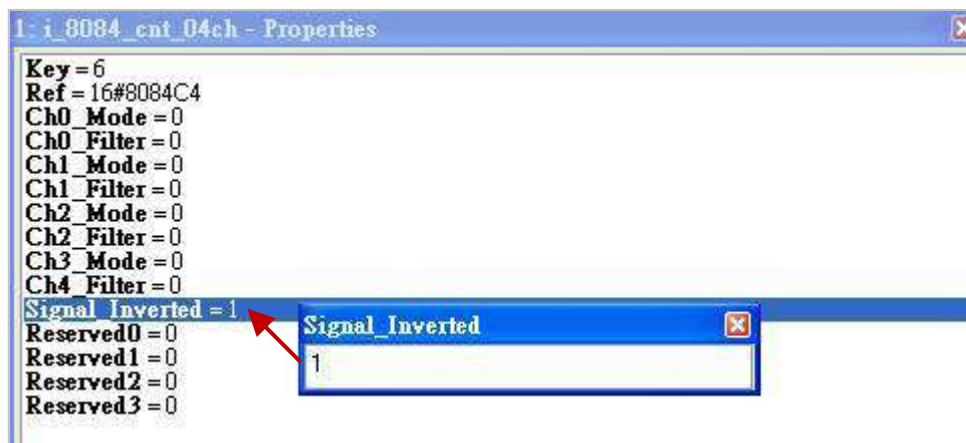 1: i_8084_cnt_04ch - Properties
Key = 6
Ref = 16#8084C4
Ch0_Mode = 0
Ch0_Filter = 0
Ch1_Mode = 0
Ch1_Filter = 0
Ch2_Mode = 0
Ch2_Filter = 0
Ch3_Mode = 0
Ch4_Filter = 0
Signal_Inverted = 1
Signal_Inverted
1
Reserved0 = 0
Reserved1 = 0
Reserved2 = 0
Reserved3 = 0